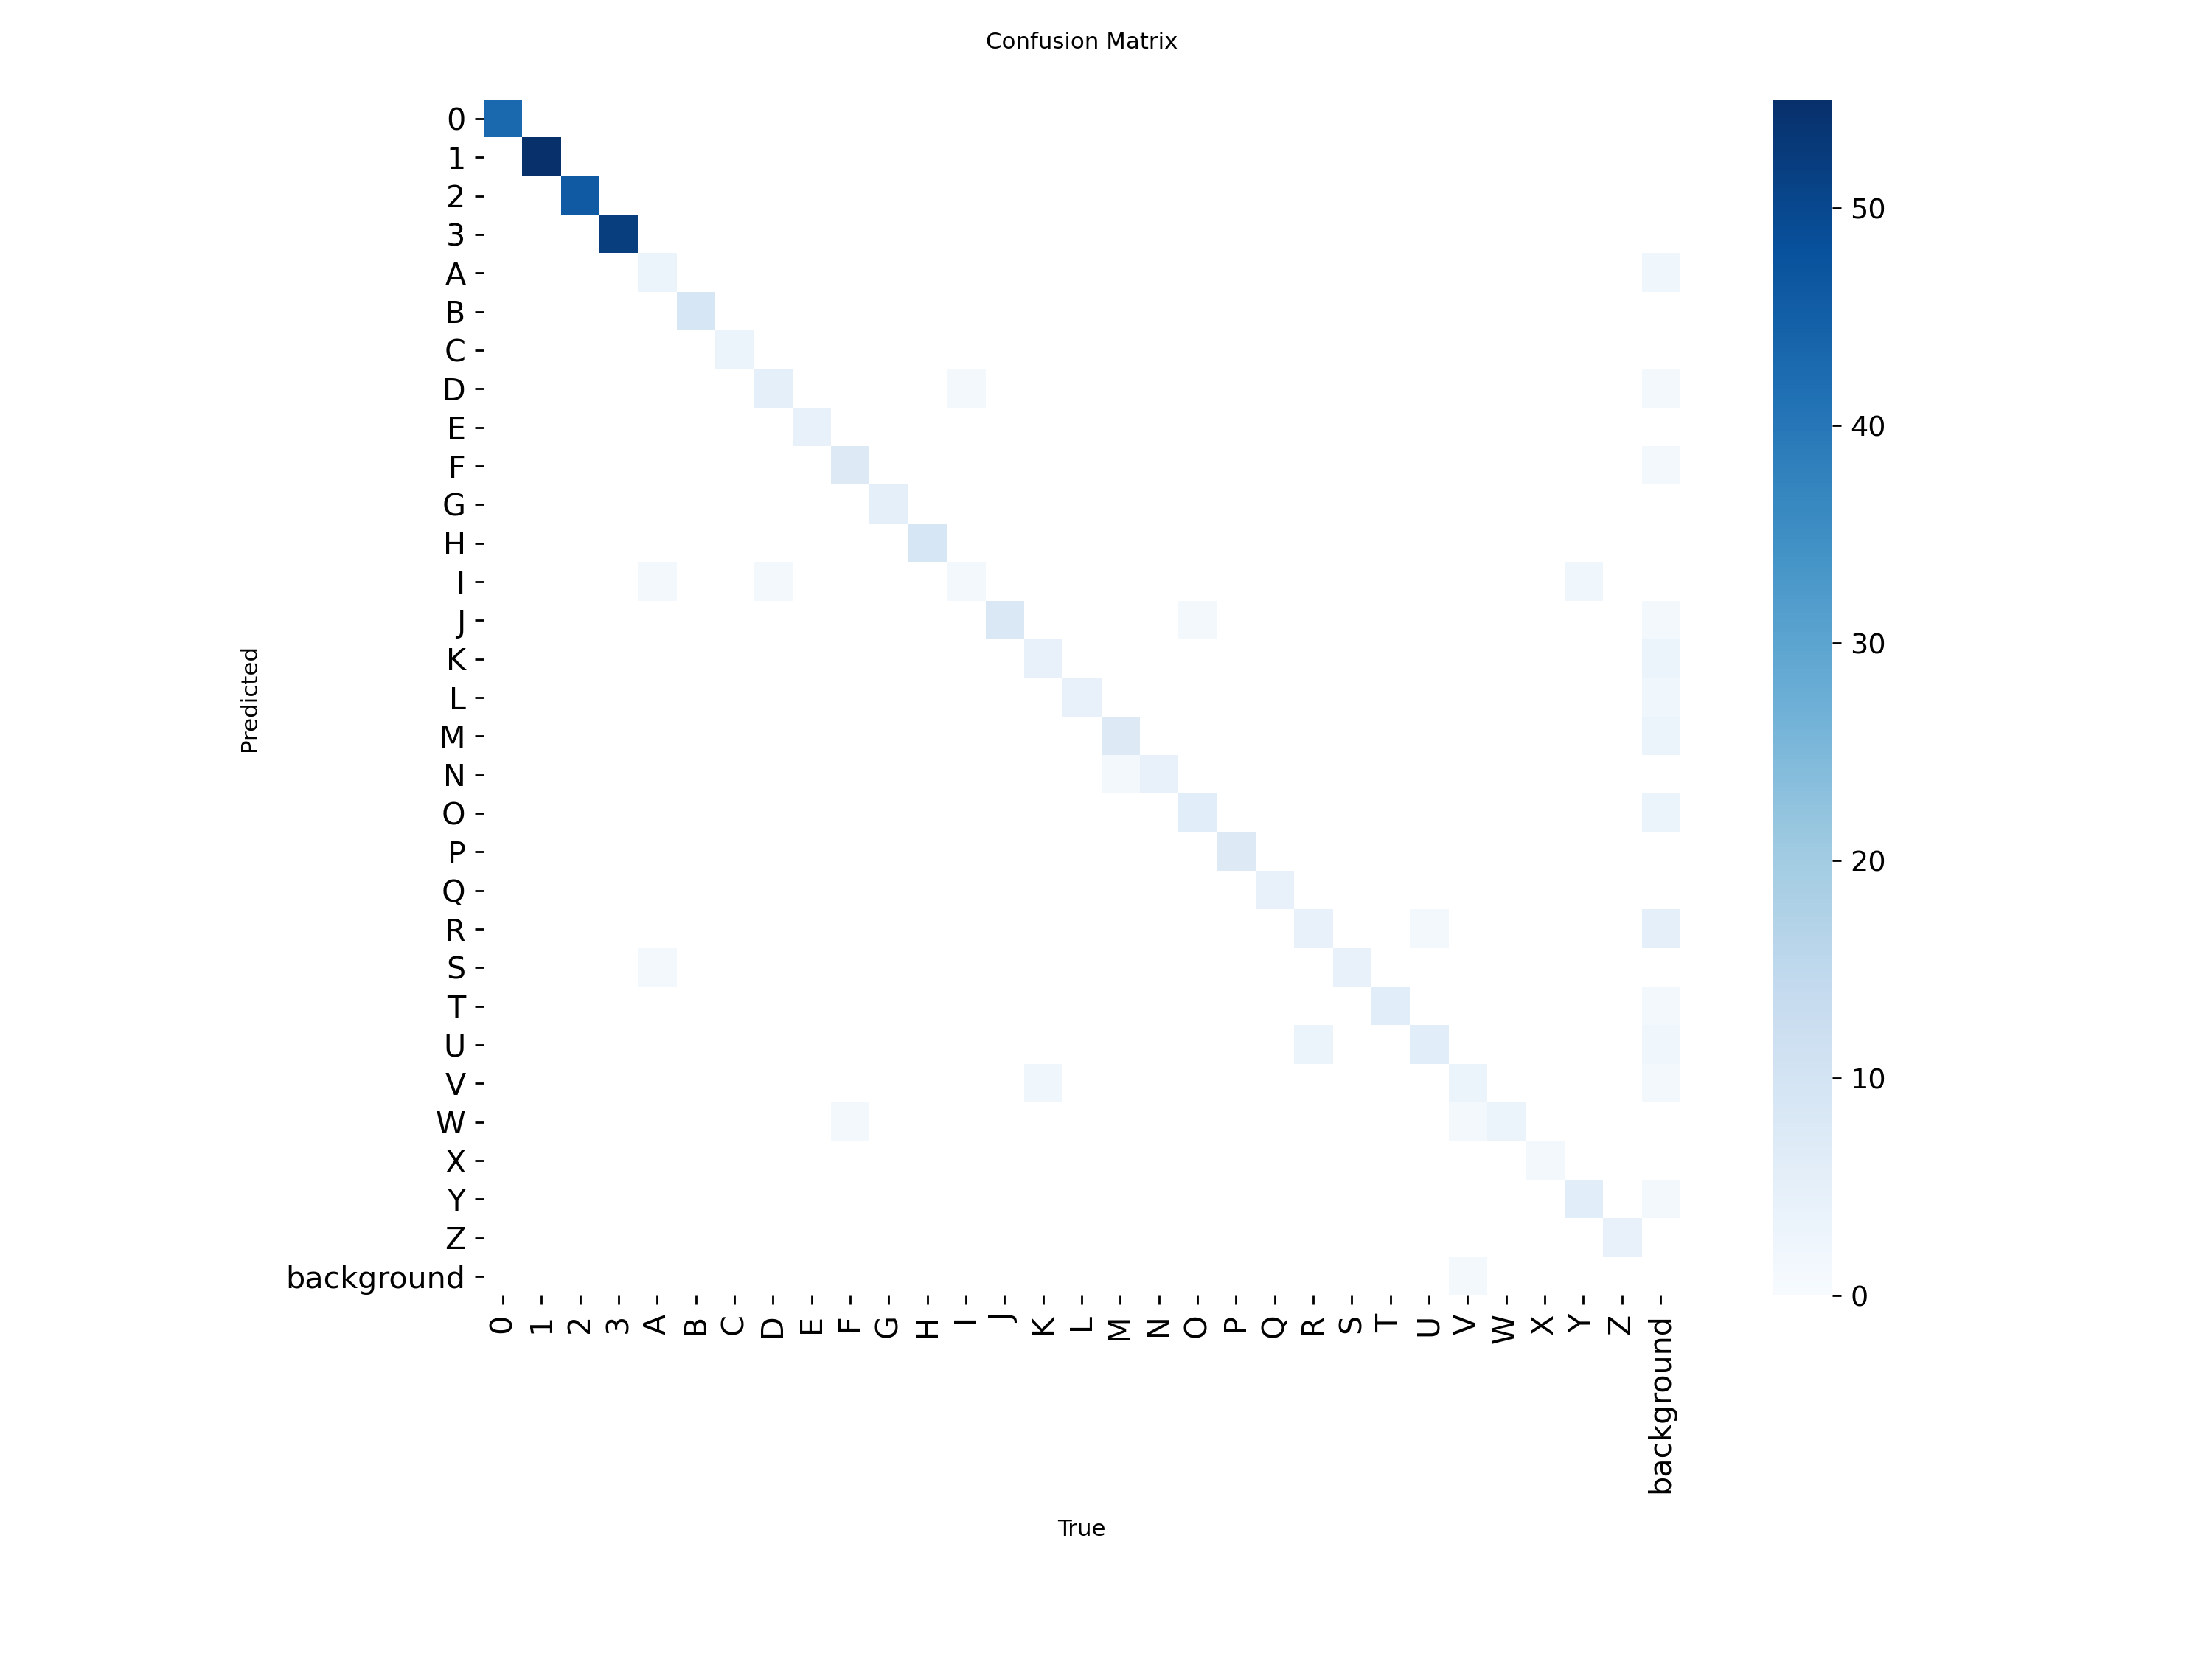 Confusion Matrix
0
1
2
3
A
B
C
D
E
F
G
H
I
J
K
L
M
N
O
P
Q
R
S
T
U
V
W
X
Y
Z
background
Predicted
0 1 2 3 A B C D E F G H I J K L M N O P Q R S T U V W X Y Z background
True
50
40
30
20
10
0